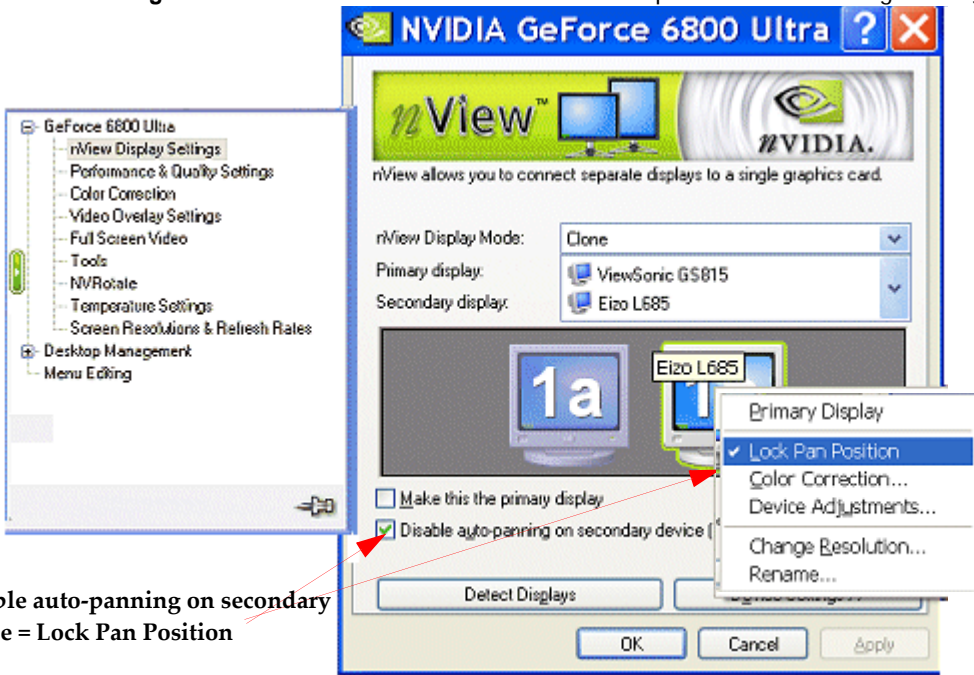 NVIDIA GeForce 6800 Ultra
GeForce 6800 Ultra
nView Display Settings
Performance & Quality Settings
Color Correction
Video Overlay Settings
Full Screen Video
Tools
NVRotate
Temperature Settings
Screen Resolutions & Refresh Rates
Desktop Management
Menu Editing
nView™
NVIDIA.
nView allows you to connect separate displays to a single graphics card.
nView Display Mode: Clone
Primary display: ViewSonic GS815
Secondary display: Eizo L685
1a
Eizo L685
Primary Display
Lock Pan Position
Color Correction...
Device Adjustments...
Change Resolution...
Rename...
Make this the primary display
Disable auto-panning on secondary device (
Detect Displays
OK
Cancel
Apply
ble auto-panning on secondary
e = Lock Pan Position